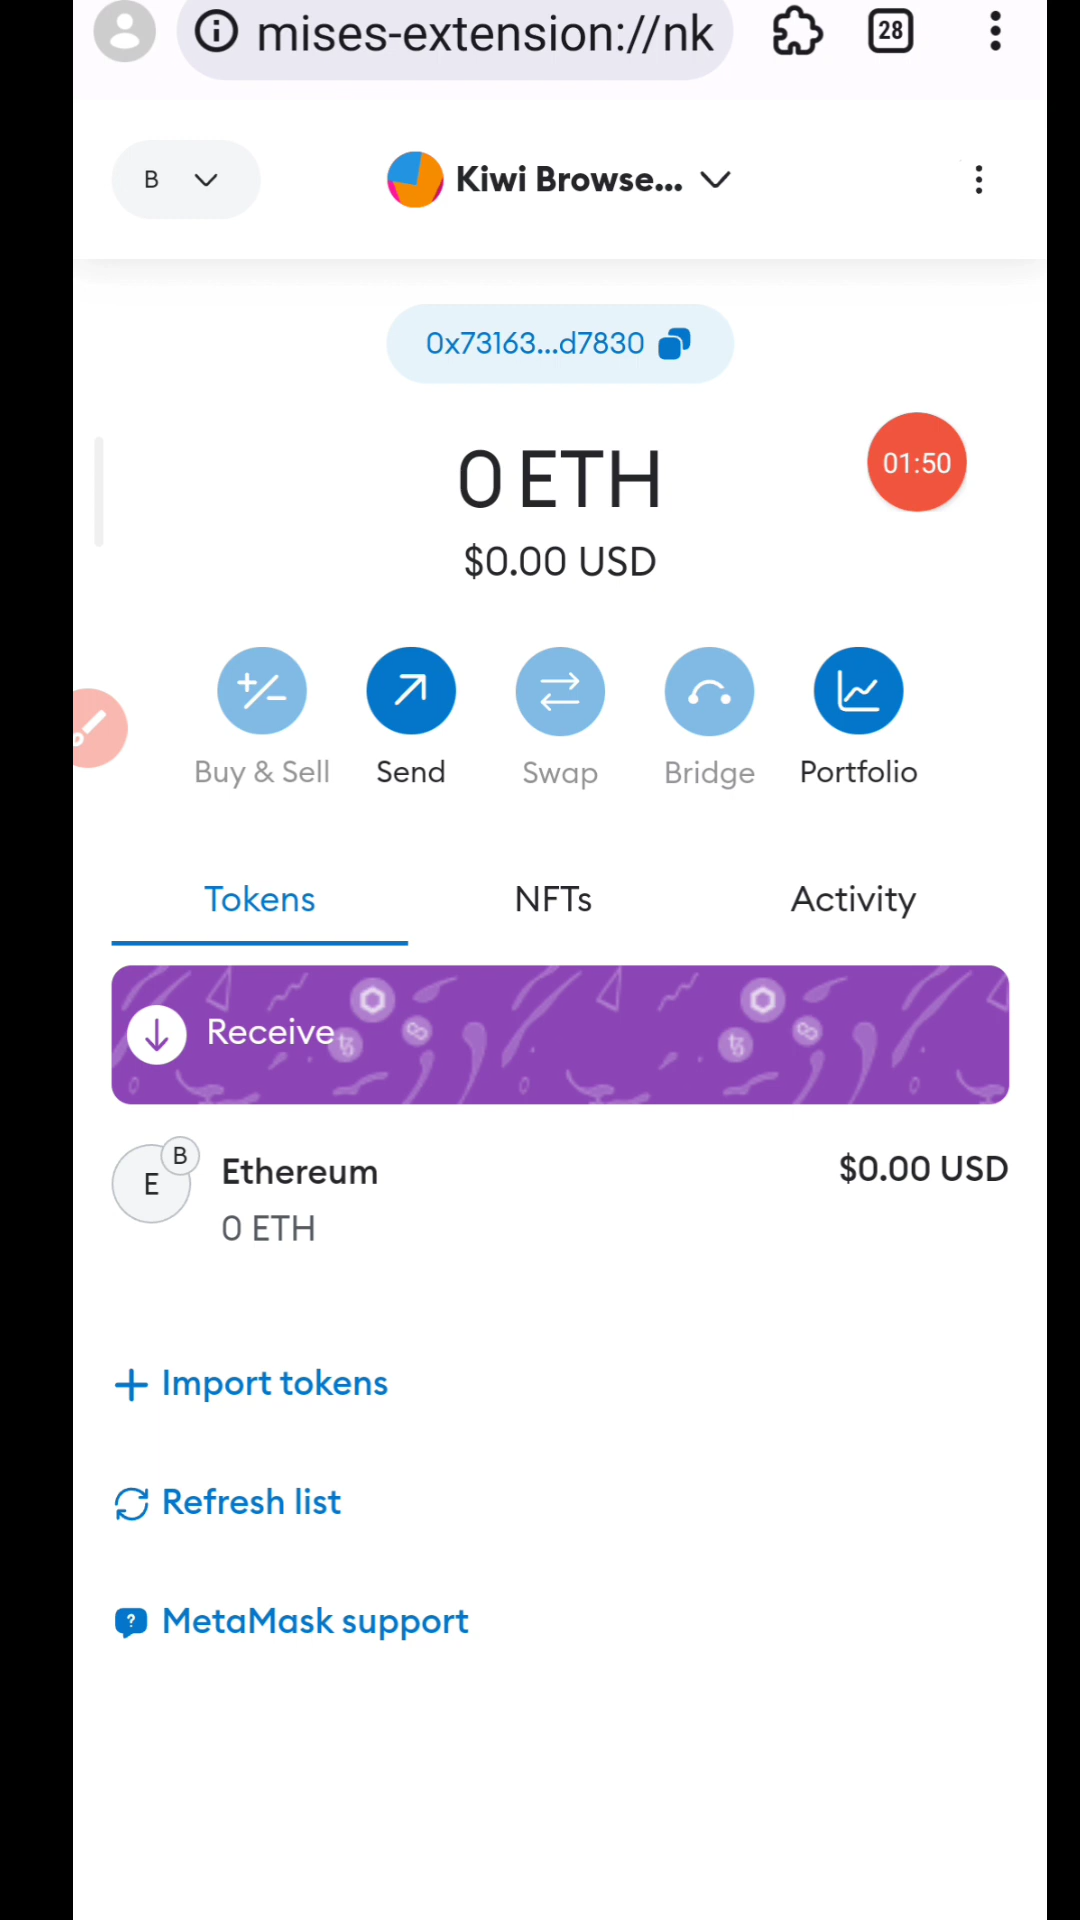 mises-extension://nk
28
B
Kiwi Browse...
0x73163...d7830
0 ETH
01:50
$0.00 USD
Buy & Sell
Send
Swap
Bridge
Portfolio
Tokens
NFTs
Activity
Receive
B
E
Ethereum
$0.00 USD
0 ETH
Import tokens
Refresh list
MetaMask support